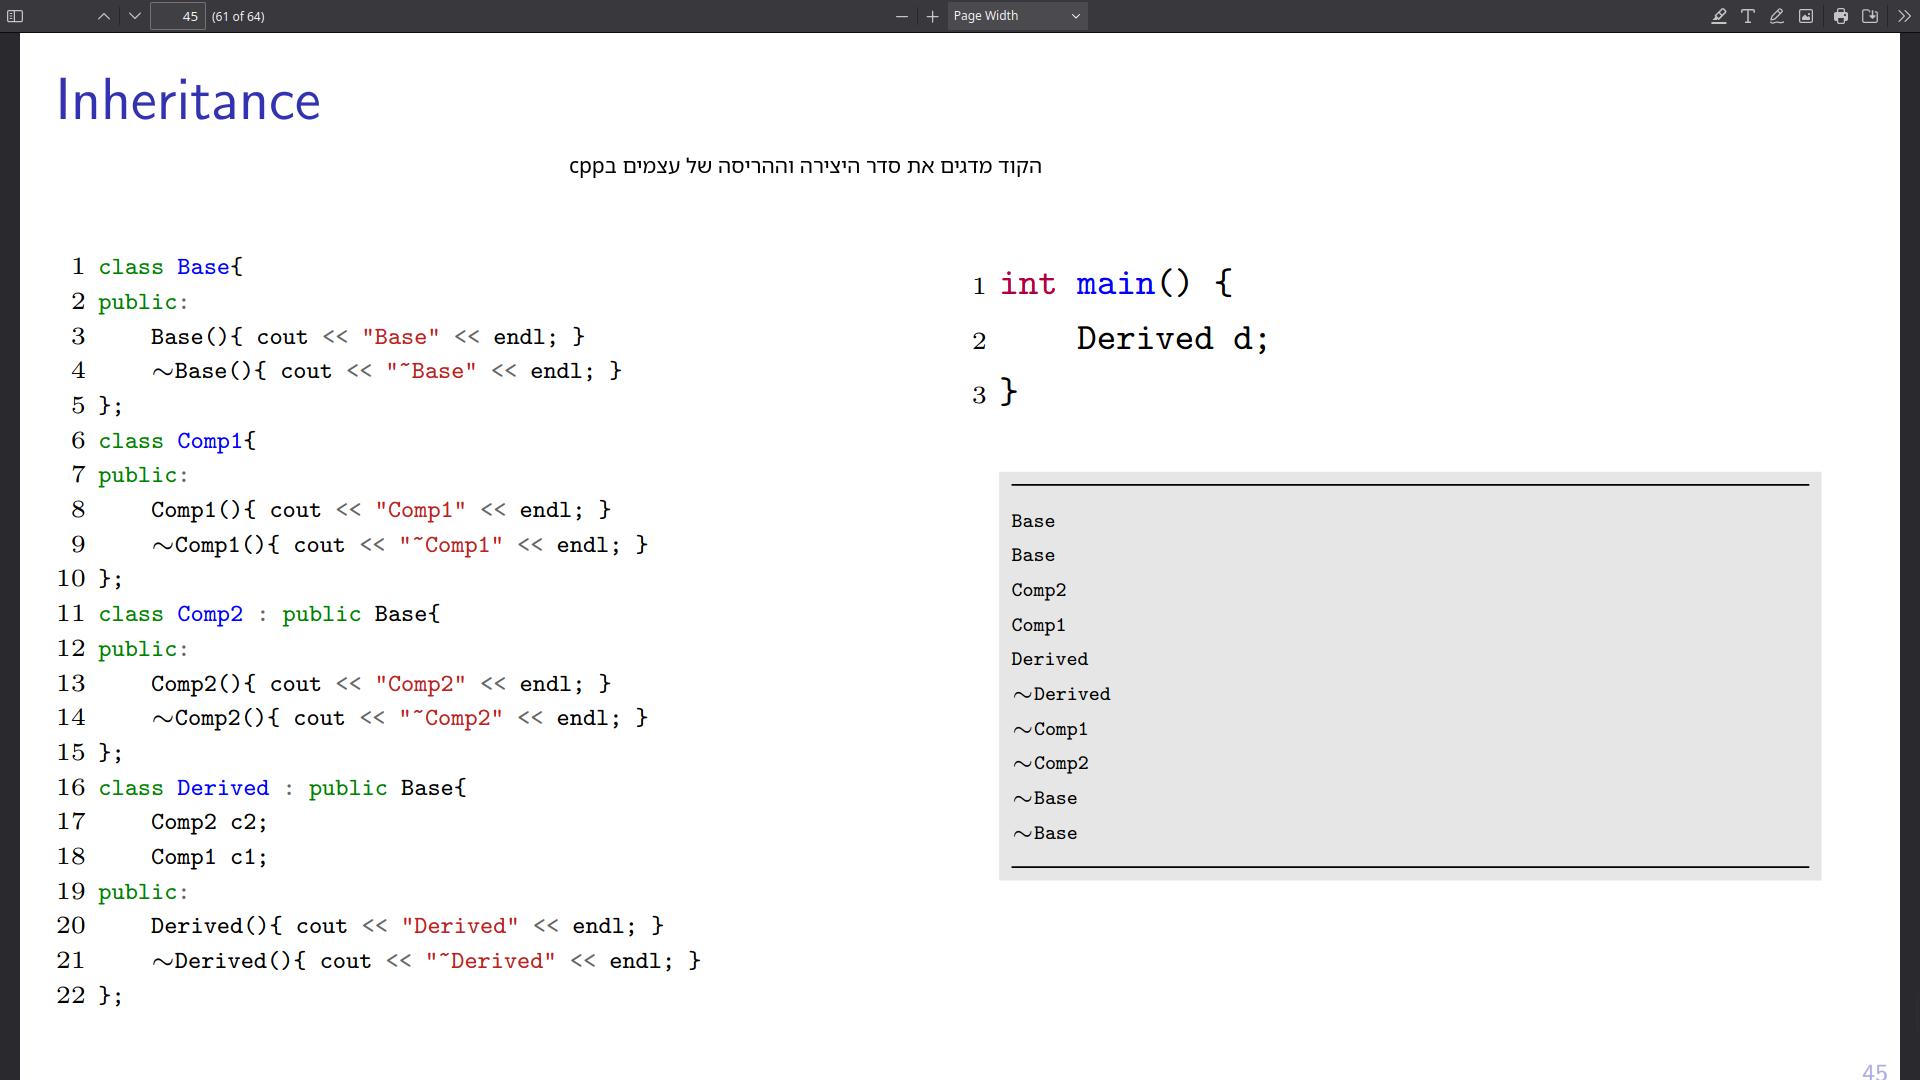 45 (61 of 64) Page Width
Inheritance
הקוד מדגים את סדר היצירה וההריסה של עצמים בcpp
1 class Base{
2 public:
3     Base(){ cout << "Base" << endl; }
4     ~Base(){ cout << "~Base" << endl; }
5 };
6 class Comp1{
7 public:
8     Comp1(){ cout << "Comp1" << endl; }
9     ~Comp1(){ cout << "~Comp1" << endl; }
10 };
11 class Comp2 : public Base{
12 public:
13     Comp2(){ cout << "Comp2" << endl; }
14     ~Comp2(){ cout << "~Comp2" << endl; }
15 };
16 class Derived : public Base{
17     Comp2 c2;
18     Comp1 c1;
19 public:
20     Derived(){ cout << "Derived" << endl; }
21     ~Derived(){ cout << "~Derived" << endl; }
22 };
1 int main() {
2     Derived d;
3 }
Base
Base
Comp2
Comp1
Derived
~Derived
~Comp1
~Comp2
~Base
~Base
45